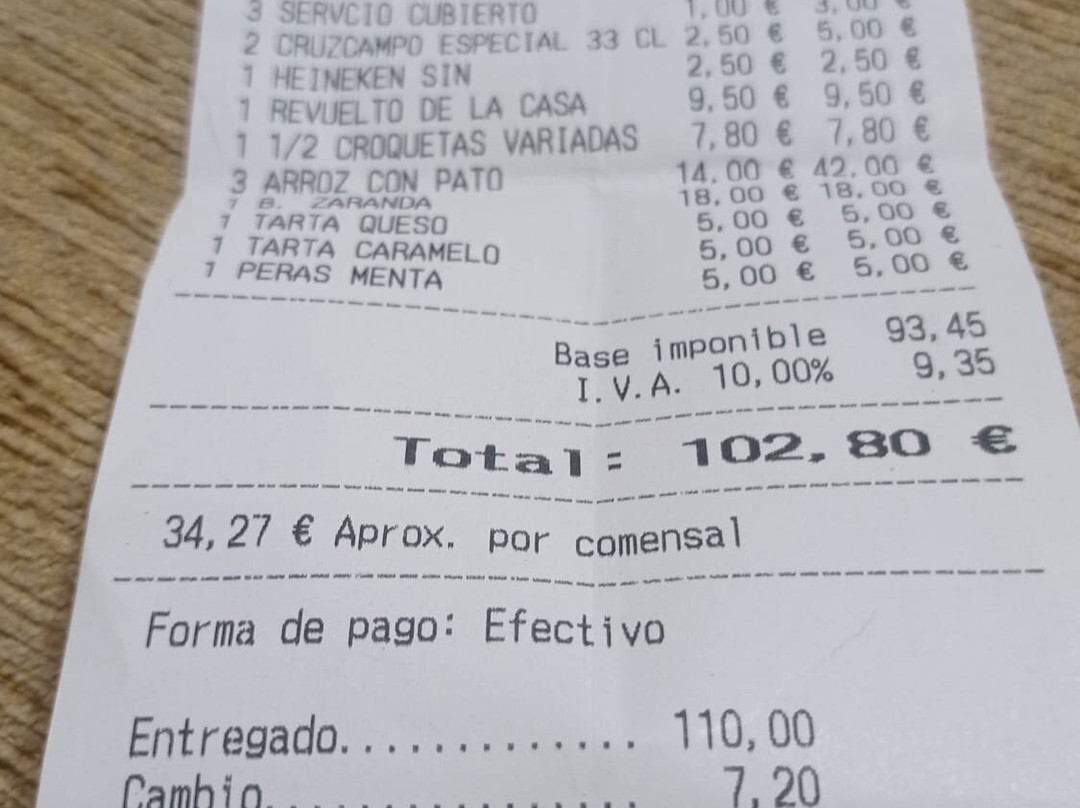 3 SERVCIO CUBIERTO 1,00 € 3,00 €
2 CRUZCAMPO ESPECIAL 33 CL 2,50 € 5,00 €
1 HEINEKEN SIN 2,50 € 2,50 €
1 REVUELTO DE LA CASA 9,50 € 9,50 €
1 1/2 CROQUETAS VARIADAS 7,80 € 7,80 €
3 ARROZ CON PATO 14,00 € 42,00 €
1 B. ZARANDA 18,00 € 18,00 €
1 TARTA QUESO 5,00 € 5,00 €
1 TARTA CARAMELO 5,00 € 5,00 €
1 PERAS MENTA 5,00 € 5,00 €
Base imponible 93,45
I.V.A. 10,00% 9,35
Total: 102,80 €
34,27 € Aprox. por comensal
Forma de pago: Efectivo
Entregado............. 110,00
Cambio................ 7,20